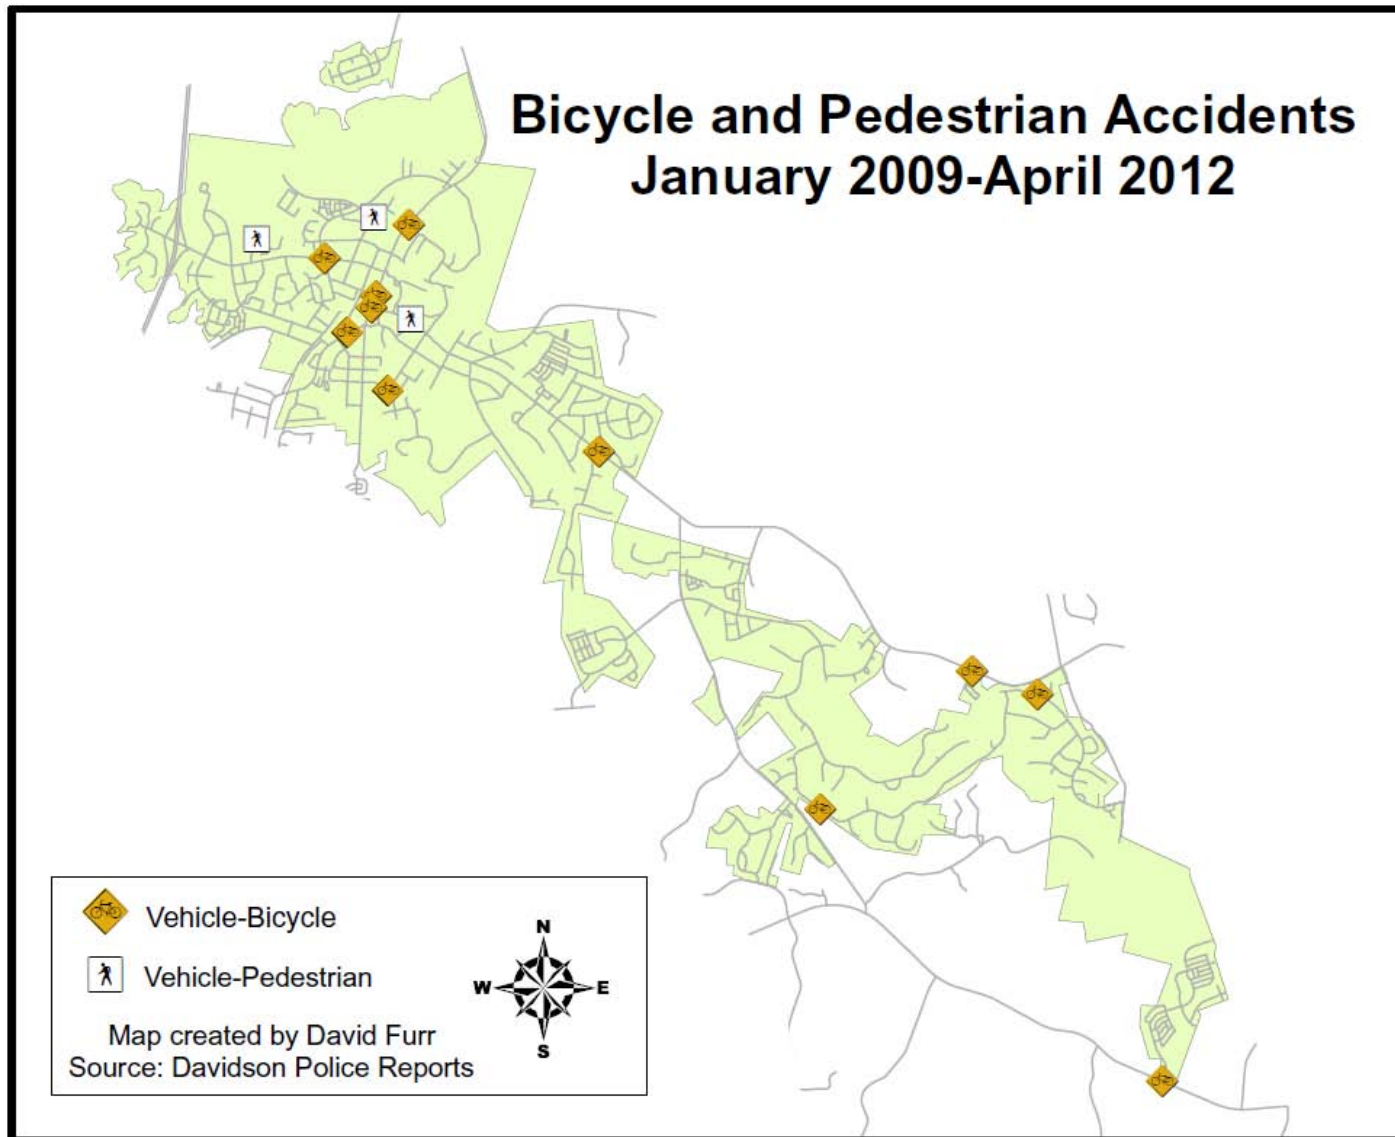 Bicycle and Pedestrian Accidents
January 2009-April 2012
Vehicle-Bicycle
Vehicle-Pedestrian
Map created by David Furr
Source: Davidson Police Reports
N
W E
S